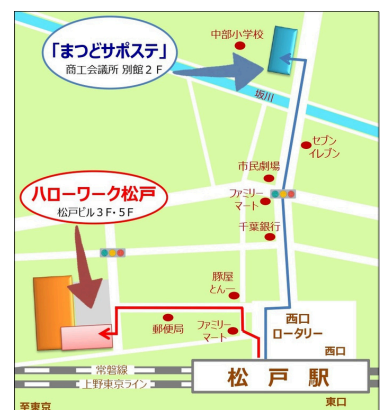 中部小学校
「まつどサポステ」
商工会議所 別館２Ｆ
坂川
セブン
イレブン
市民劇場
ハローワーク松戸
松戸ビル３Ｆ・５Ｆ
ファミリー
マート
千葉銀行
豚屋
とん一
郵便局
ファミリー
マート
西口
ロータリー
西口
常磐線
上野東京ライン
松戸駅
至東京
東口